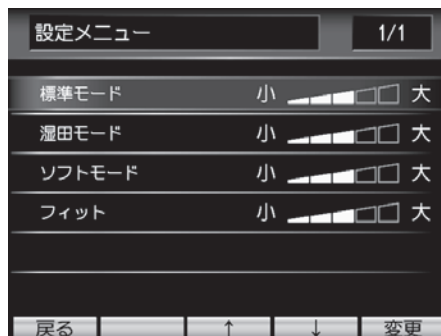 設定メニュー 1/1
標準モード 小 大
湿田モード 小 大
ソフトモード 小 大
フィット 小 大
戻る ↑ ↓ 変更